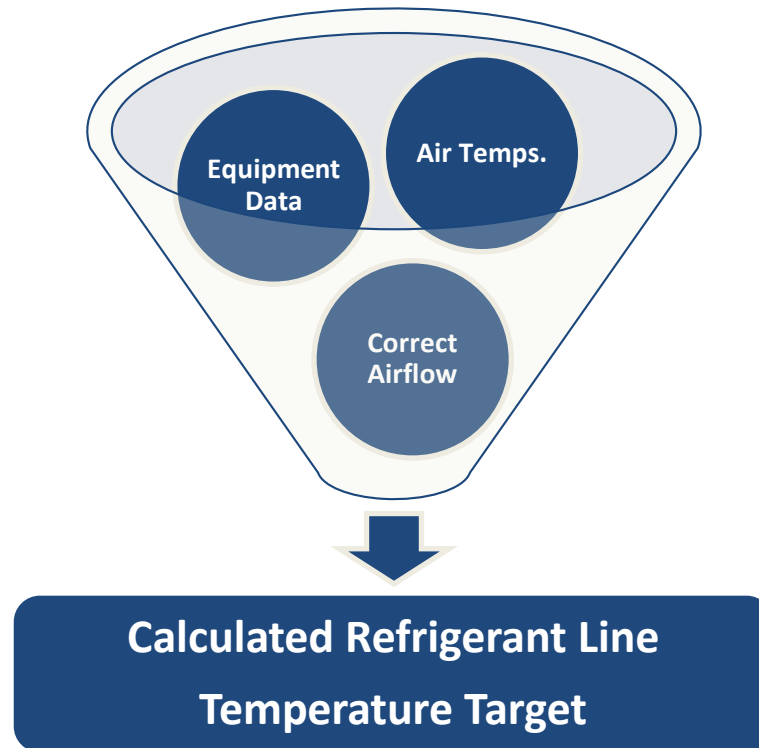 Equipment
Data
Air Temps.
Correct
Airflow
Calculated Refrigerant Line
Temperature Target